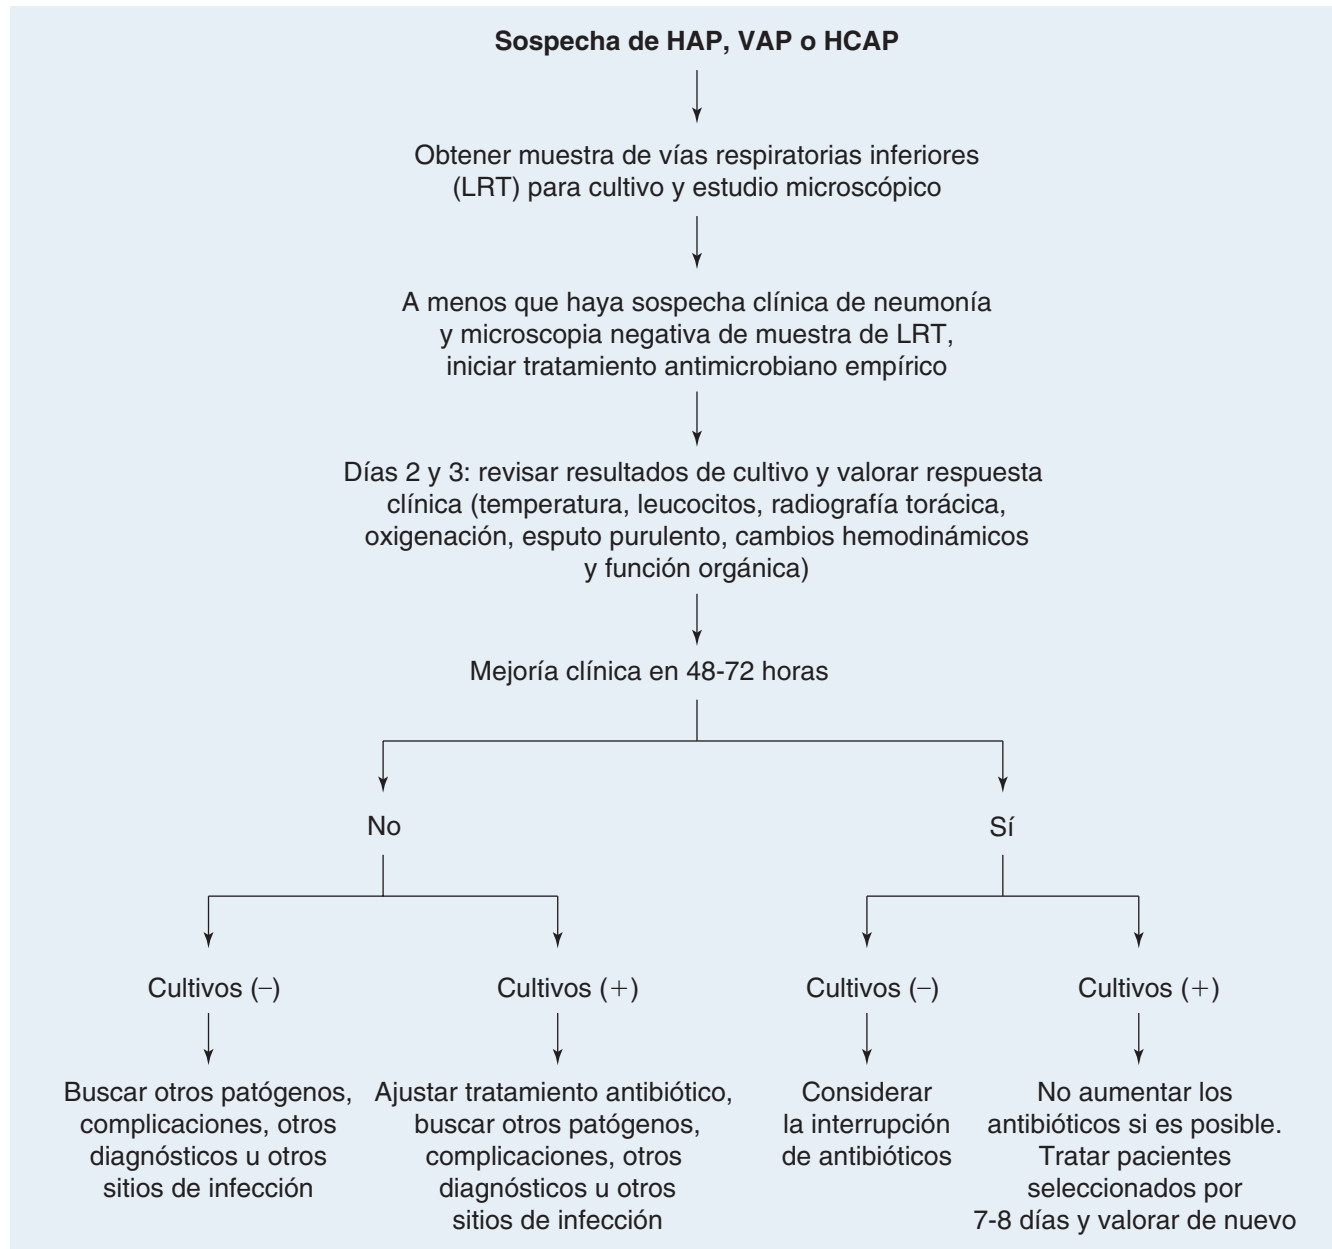 Sospecha de HAP, VAP o HCAP
Obtener muestra de vías respiratorias inferiores
(LRT) para cultivo y estudio microscópico
A menos que haya sospecha clínica de neumonía
y microscopia negativa de muestra de LRT,
iniciar tratamiento antimicrobiano empírico
Días 2 y 3: revisar resultados de cultivo y valorar respuesta
clínica (temperatura, leucocitos, radiografía torácica,
oxigenación, esputo purulento, cambios hemodinámicos
y función orgánica)
Mejoría clínica en 48-72 horas
No
Sí
Cultivos (–)
Cultivos (+)
Cultivos (–)
Cultivos (+)
Buscar otros patógenos,
complicaciones, otros
diagnósticos u otros
sitios de infección
Ajustar tratamiento antibiótico,
buscar otros patógenos,
complicaciones, otros
diagnósticos u otros
sitios de infección
Considerar
la interrupción
de antibióticos
No aumentar los
antibióticos si es posible.
Tratar pacientes
seleccionados por
7-8 días y valorar de nuevo